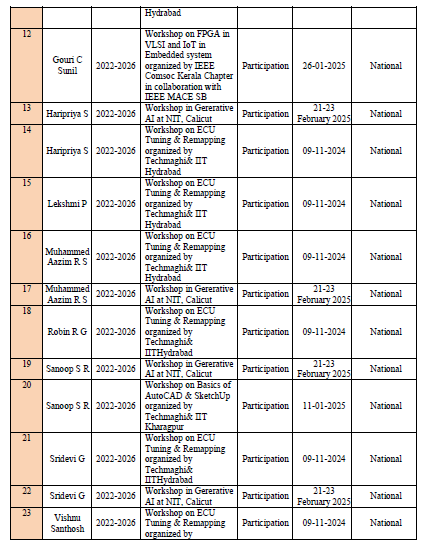 Hydrabad
12 Gouri C Sunil 2022-2026 Workshop on FPGA in VLSI and IoT in Embedded system organized by IEEE Comsoc Kerala Chapter in collaboration with IEEE MACE SB Participation 26-01-2025 National
13 Haripriya S 2022-2026 Workshop in Gererative AI at NIT, Calicut Participation 21-23 February 2025 National
14 Haripriya S 2022-2026 Workshop on ECU Tuning & Remapping organized by Techmaghi& IIT Hydrabad Participation 09-11-2024 National
15 Lekshmi P 2022-2026 Workshop on ECU Tuning & Remapping organized by Techmaghi& IIT Hydrabad Participation 09-11-2024 National
16 Muhammed Aazim R S 2022-2026 Workshop on ECU Tuning & Remapping organized by Techmaghi& IIT Hydrabad Participation 09-11-2024 National
17 Muhammed Aazim R S 2022-2026 Workshop in Gererative AI at NIT, Calicut Participation 21-23 February 2025 National
18 Robin R G 2022-2026 Workshop on ECU Tuning & Remapping organized by Techmaghi& IITHydrabad Participation 09-11-2024 National
19 Sanoop S R 2022-2026 Workshop in Gererative AI at NIT, Calicut Participation 21-23 February 2025 National
20 Sanoop S R 2022-2026 Workshop on Basics of AutoCAD & SketchUp organized by Techmaghi& IIT Kharagpur Participation 11-01-2025 National
21 Sridevi G 2022-2026 Workshop on ECU Tuning & Remapping organized by Techmaghi& IITHydrabad Participation 09-11-2024 National
22 Sridevi G 2022-2026 Workshop in Gererative AI at NIT, Calicut Participation 21-23 February 2025 National
23 Vishnu Santhosh 2022-2026 Workshop on ECU Tuning & Remapping organized by Participation 09-11-2024 National